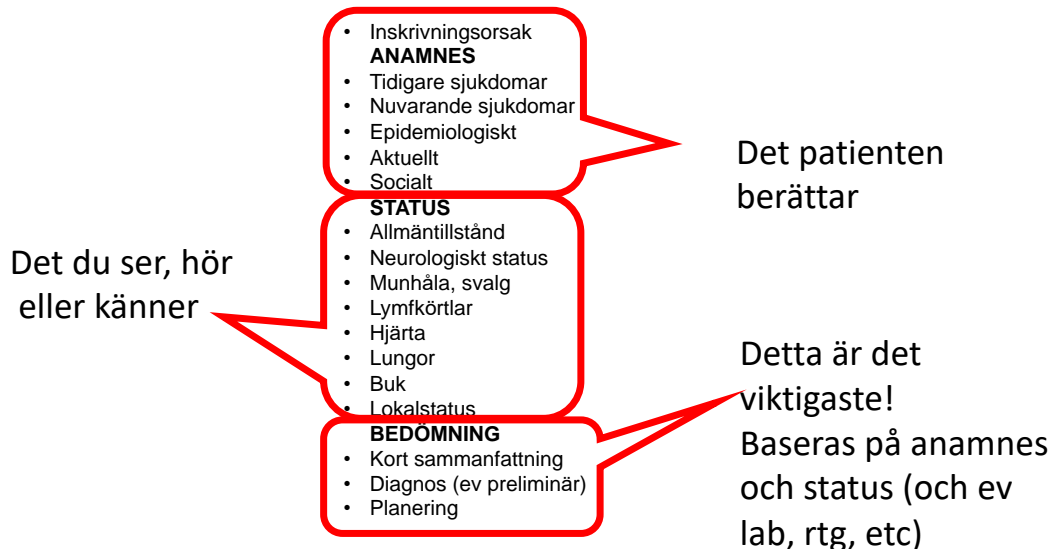 • Inskrivningsorsak
ANAMNES
• Tidigare sjukdomar
• Nuvarande sjukdomar
• Epidemiologiskt
• Aktuellt
• Socialt
Det patienten
berättar
STATUS
• Allmäntillstånd
• Neurologiskt status
• Munhåla, svalg
• Lymfkörtlar
• Hjärta
• Lungor
• Buk
• Lokalstatus
Det du ser, hör
eller känner
BEDÖMNING
• Kort sammanfattning
• Diagnos (ev preliminär)
• Planering
Detta är det
viktigaste!
Baseras på anamnes
och status (och ev
lab, rtg, etc)